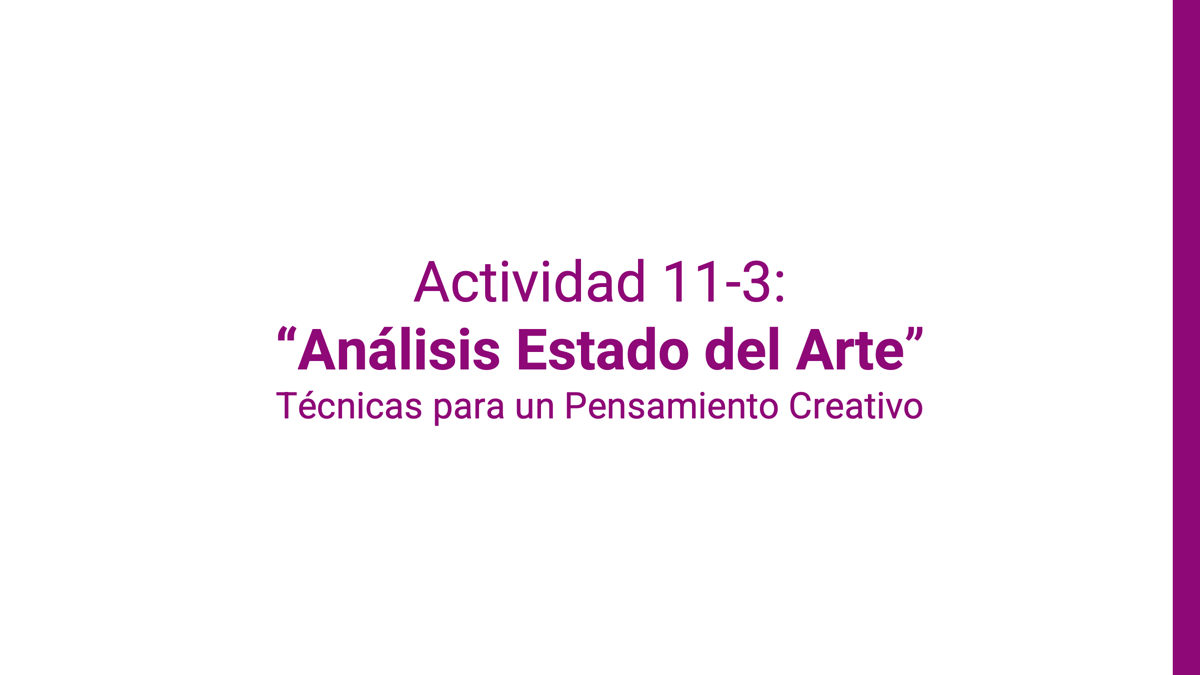 Actividad 11-3:
“Análisis Estado del Arte”
Técnicas para un Pensamiento Creativo